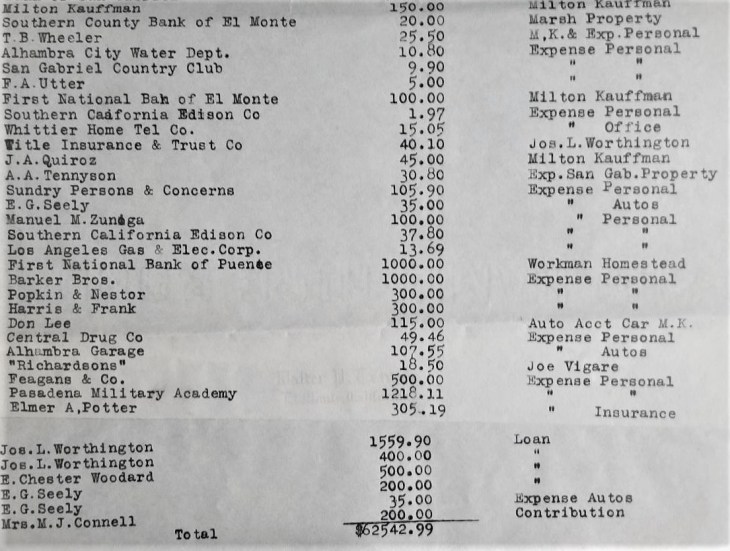 Milton Kauffman 150.00 Milton Kauffman
Southern County Bank of El Monte 20.00 Marsh Property
T.B.Wheeler 25.50 M,K.& Exp.Personal
Alhambra City Water Dept. 10.80 Expense Personal
San Gabriel Country Club 9.90 " "
F.A.Utter 5.00 " "
First National Bah of El Monte 100.00 Milton Kauffman
Southern Caafornia Edison Co 1.97 Expense Personal
Whittier Home Tel Co. 15.05 " Office
Witle Insurance & Trust Co 40.10 Jos.L.Worthington
J.A.Quiroz 45.00 Milton Kauffman
A.A.Tennyson 30.80 Exp.San Gab.Property
Sundry Persons & Concerns 105.90 Expense Personal
E.G.Seely 35.00 " Autos
Manuel M.Zuniga 100.00 " Personal
Southern California Edison Co 37.80 " "
Los Angeles Gas & Elec.Corp. 13.69 " "
First National Bank of Puente 1000.00 Workman Homestead
Barker Bros. 1000.00 Expense Personal
Popkin & Nestor 300.00 " "
Harris & Frank 300.00 " "
Don Lee 115.00 Auto Acct Car M.K.
Central Drug Co 49.46 Expense Personal
Alhambra Garage 107.55 " Autos
"Richardsons" 18.50 Joe Vigare
Feagans & Co. 500.00 Expense Personal
Pasadena Military Academy 1218.11 " "
Elmer A,Potter 305.19 " Insurance
Jos.L.Worthington 1559.90 Loan
Jos.L.Worthington 400.00 "
E.Chester Woodard 500.00 "
E.G.Seely 200.00 "
E.G.Seely 35.00 Expense Autos
Mrs.M.J.Connell 200.00 Contribution
Total $62542.99